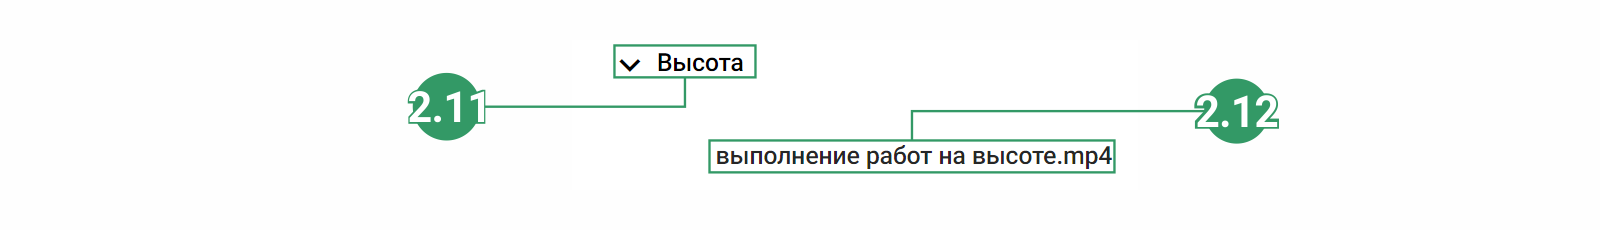 Высота
2.11
2.12
выполнение работ на высоте.mp4